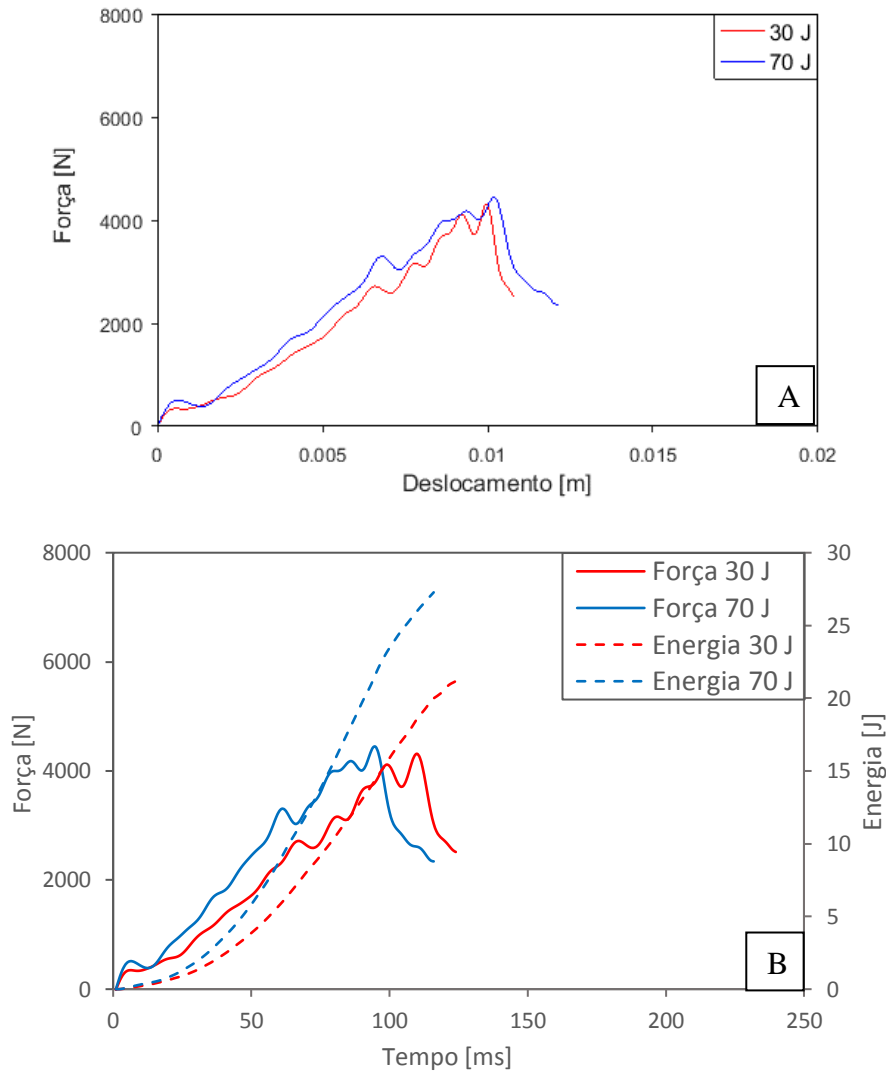 8000
6000
4000
2000
0
Força [N]
30 J
70 J
A
0 0.005 0.01 0.015 0.02
Deslocamento [m]
8000
6000
4000
2000
0
Força [N]
Força 30 J
Força 70 J
Energia 30 J
Energia 70 J
30
25
20
15
10
5
0
Energia [J]
B
0 50 100 150 200 250
Tempo [ms]